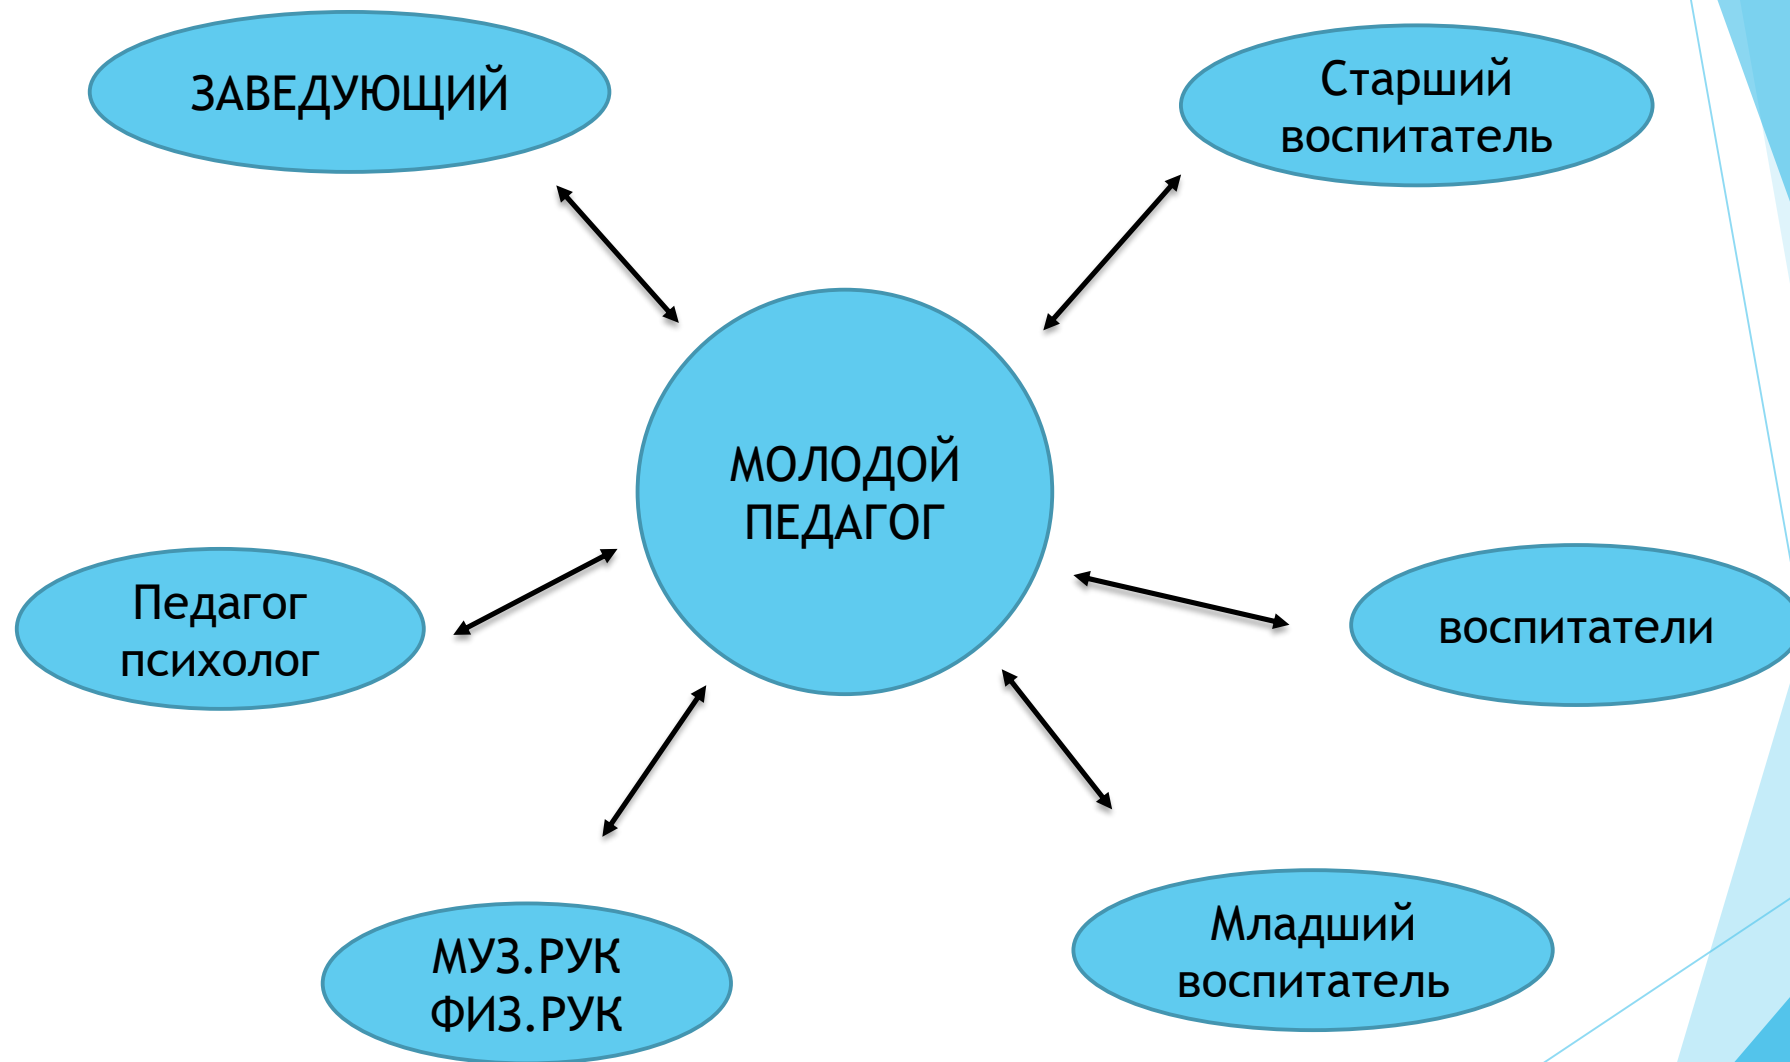 ЗАВЕДУЮЩИЙ
Старший
воспитатель
МОЛОДОЙ
ПЕДАГОГ
Педагог
психолог
воспитатели
МУЗ.РУК
ФИЗ.РУК
Младший
воспитатель